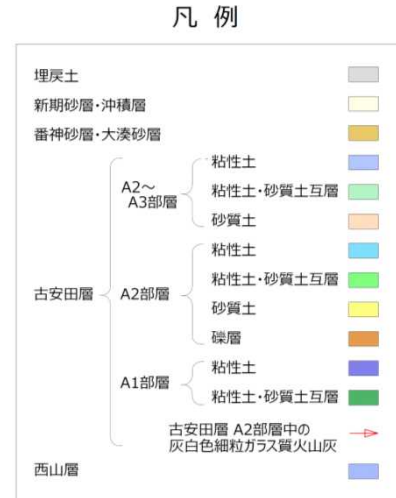 凡 例
埋戻土
新期砂層・沖積層
番神砂層・大湊砂層
古安田層
A2～
A3部層
粘性土
粘性土・砂質土互層
砂質土
A2部層
粘性土
粘性土・砂質土互層
砂質土
礫層
A1部層
粘性土
粘性土・砂質土互層
古安田層 A2部層中の
灰白色細粒ガラス質火山灰
西山層